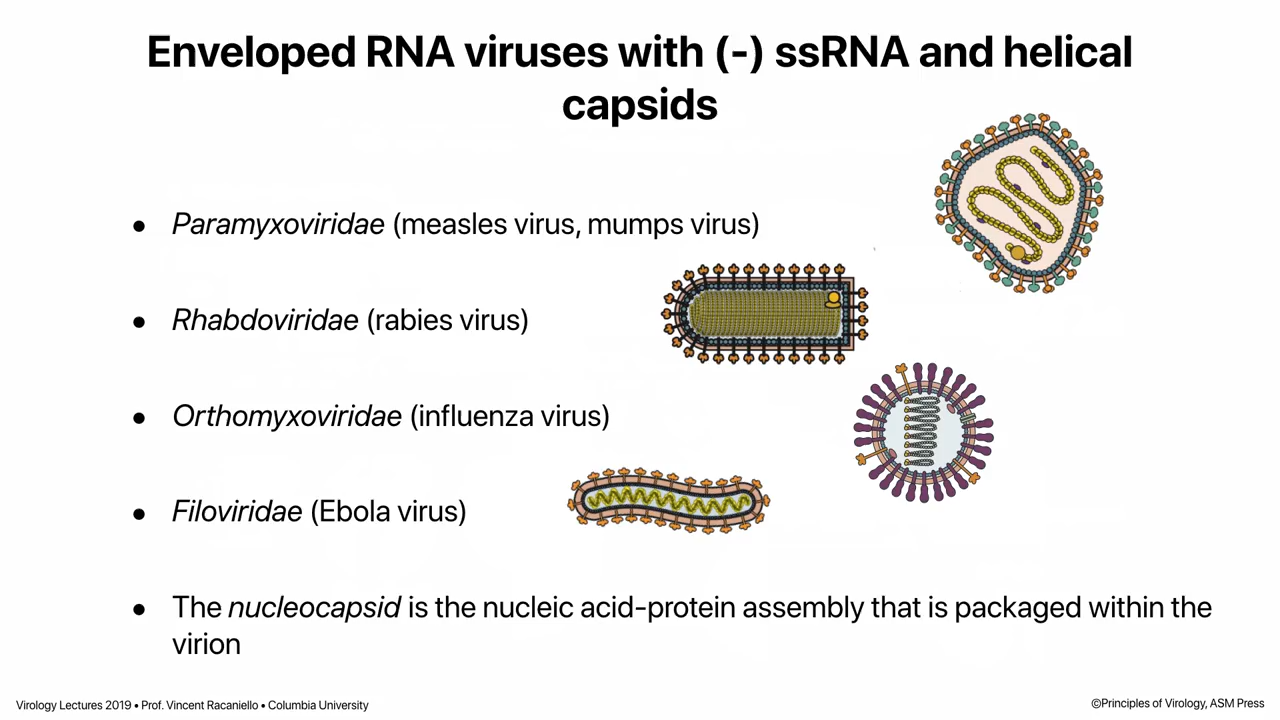 Enveloped RNA viruses with (-) ssRNA and helical
capsids
• Paramyxoviridae (measles virus, mumps virus)
• Rhabdoviridae (rabies virus)
• Orthomyxoviridae (influenza virus)
• Filoviridae (Ebola virus)
• The nucleocapsid is the nucleic acid-protein assembly that is packaged within the
virion
Virology Lectures 2019 • Prof. Vincent Racaniello • Columbia University
©Principles of Virology, ASM Press